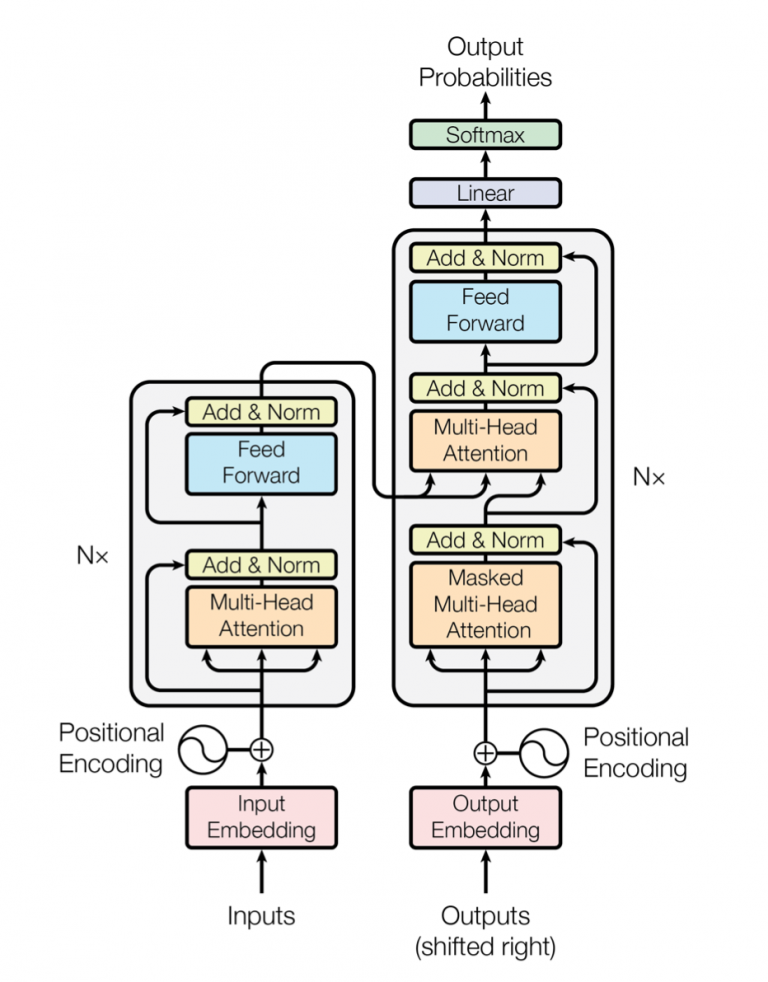 Output
Probabilities
Softmax
Linear
Add & Norm
Feed
Forward
Add & Norm
Multi-Head
Attention
Nx
Add & Norm
Masked
Multi-Head
Attention
Add & Norm
Feed
Forward
Nx
Add & Norm
Multi-Head
Attention
Positional
Encoding
Positional
Encoding
Input
Embedding
Output
Embedding
Inputs
Outputs
(shifted right)